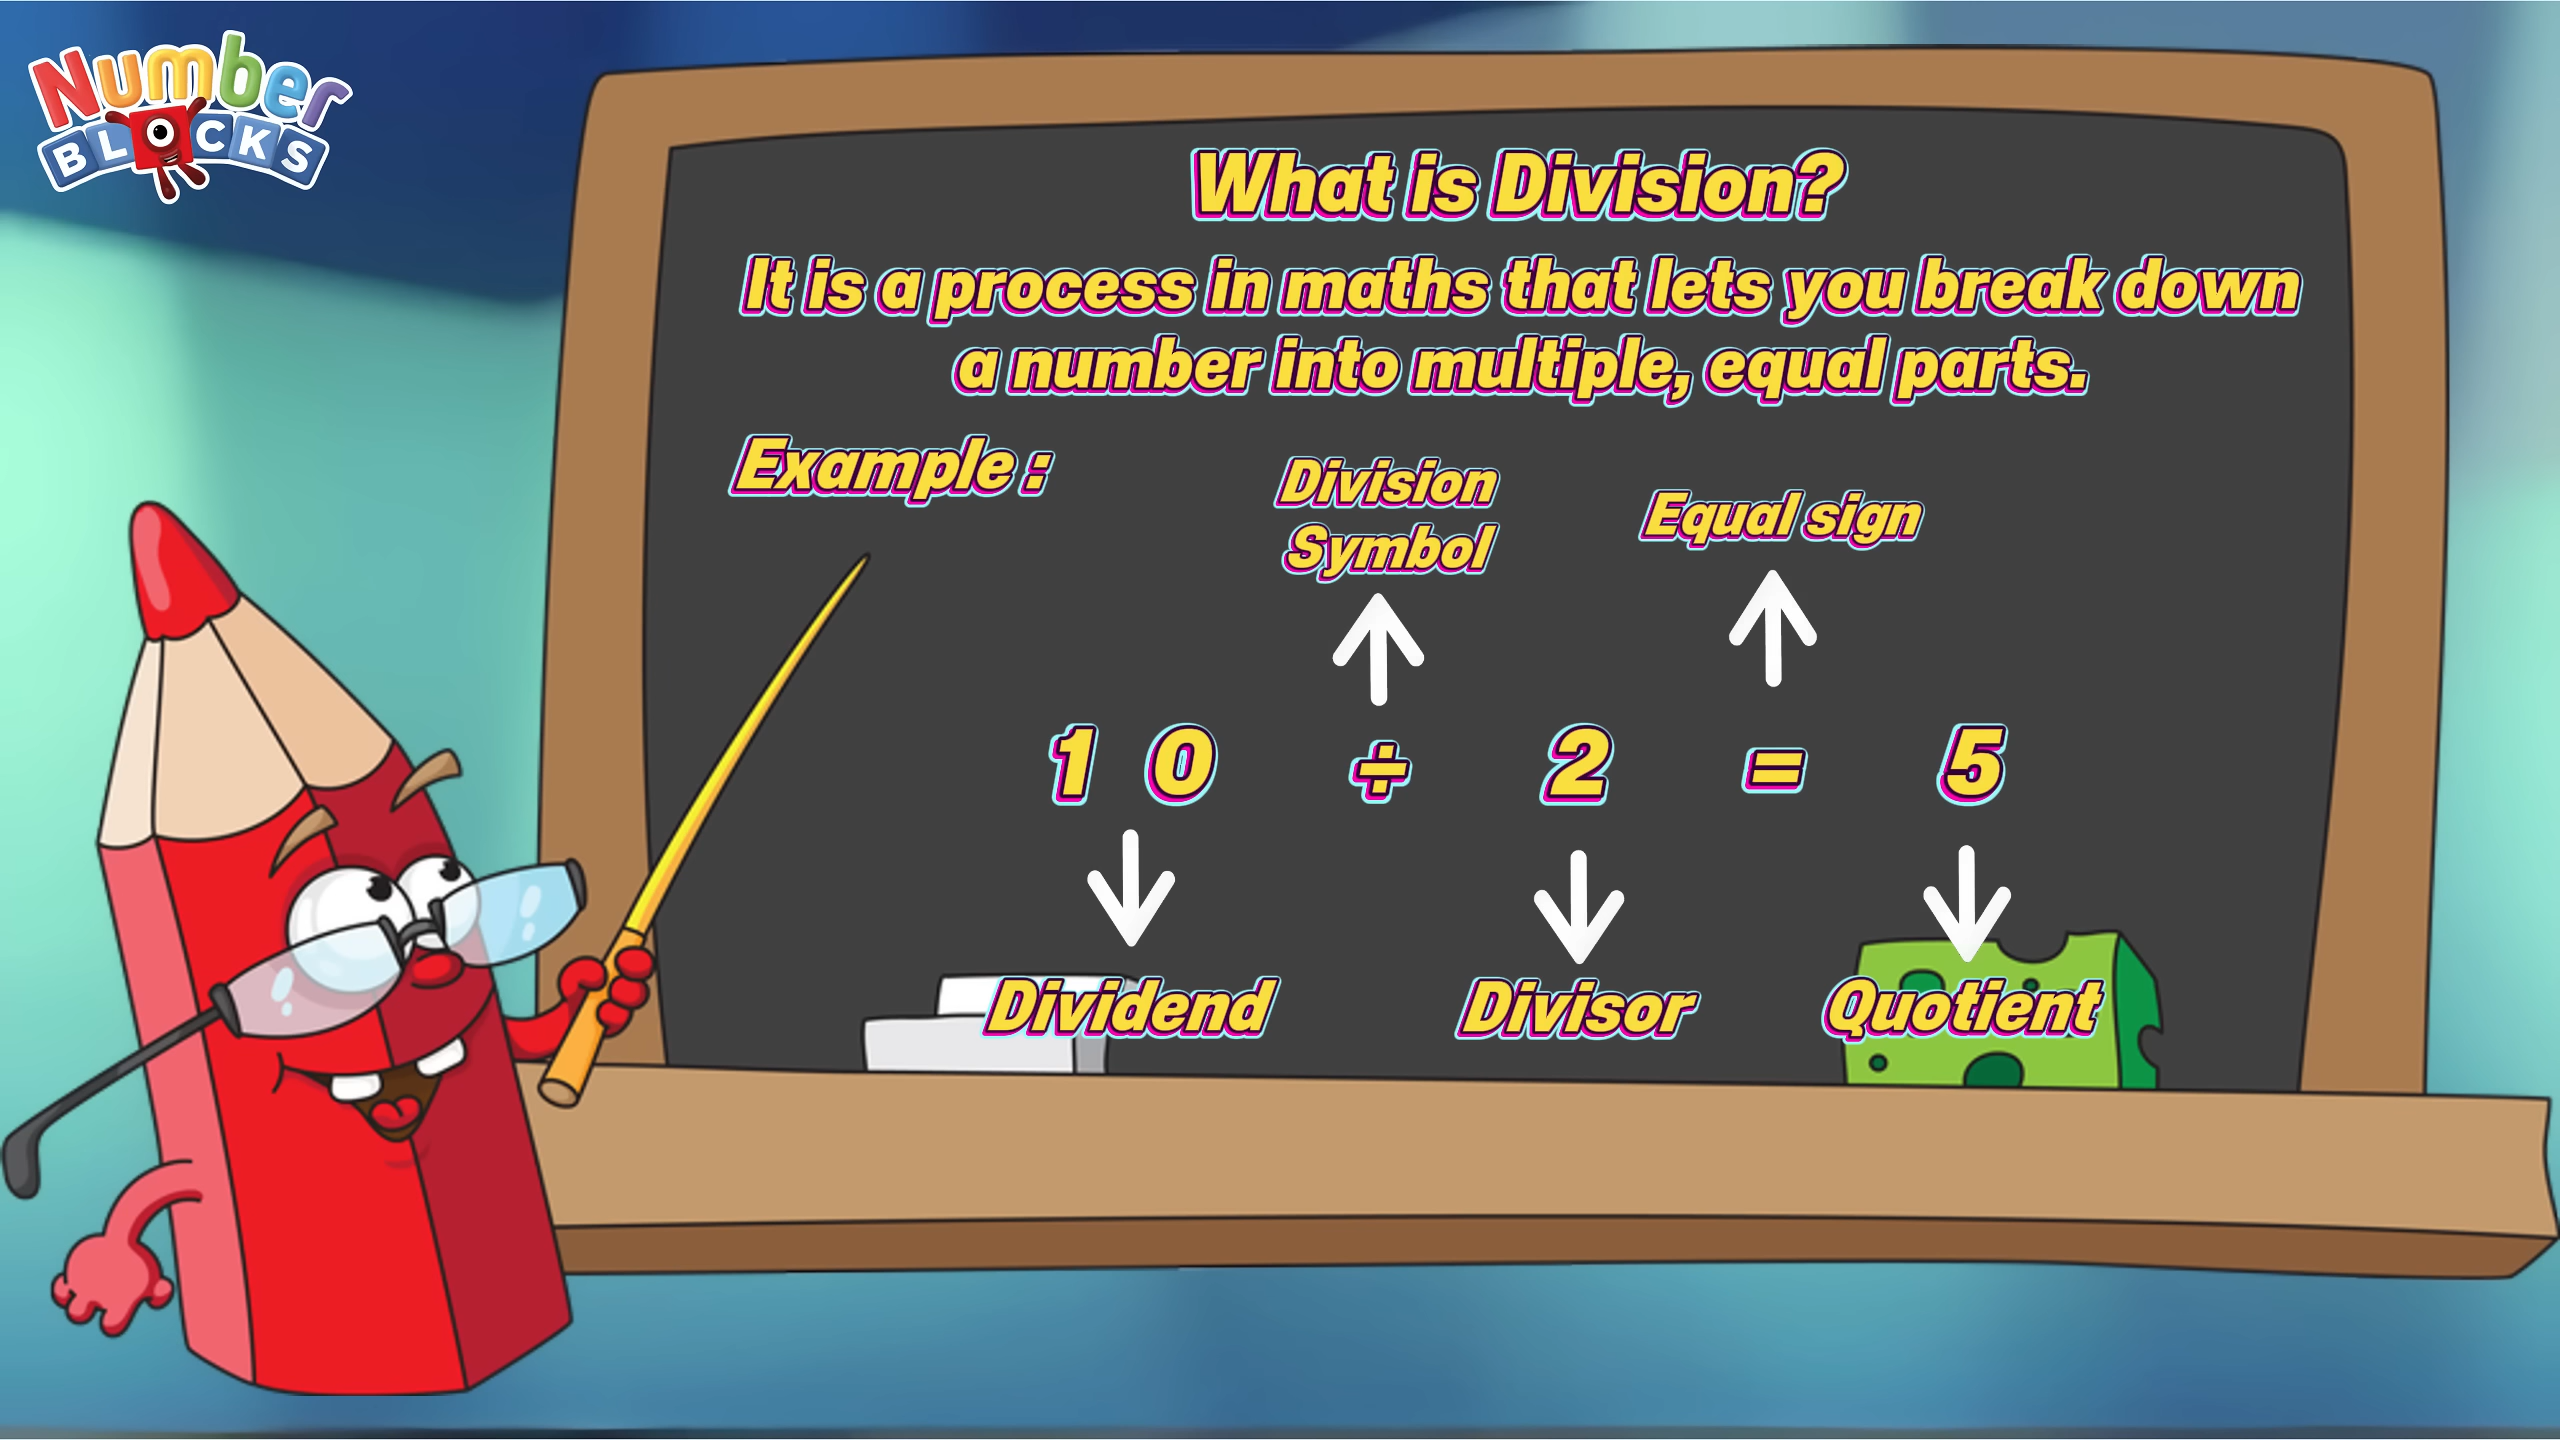 Number
BLOCKS
What is Division?
It is a process in maths that lets you break down
a number into multiple, equal parts.
Example :
Division
Symbol
Equal sign
1 0 ÷ 2 = 5
Dividend Divisor Quotient